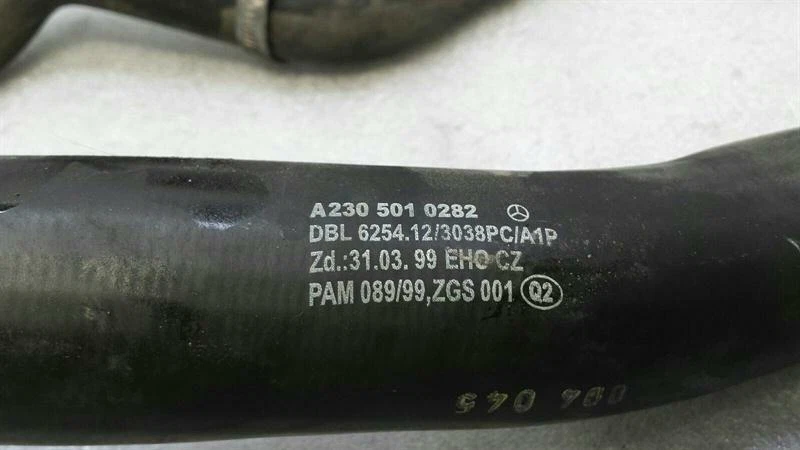 A230 501 0282
DBL 6254.12/3038PC/A1P
Zd.:31.03. 99 EHO CZ
PAM 089/99,ZGS 001 Q2